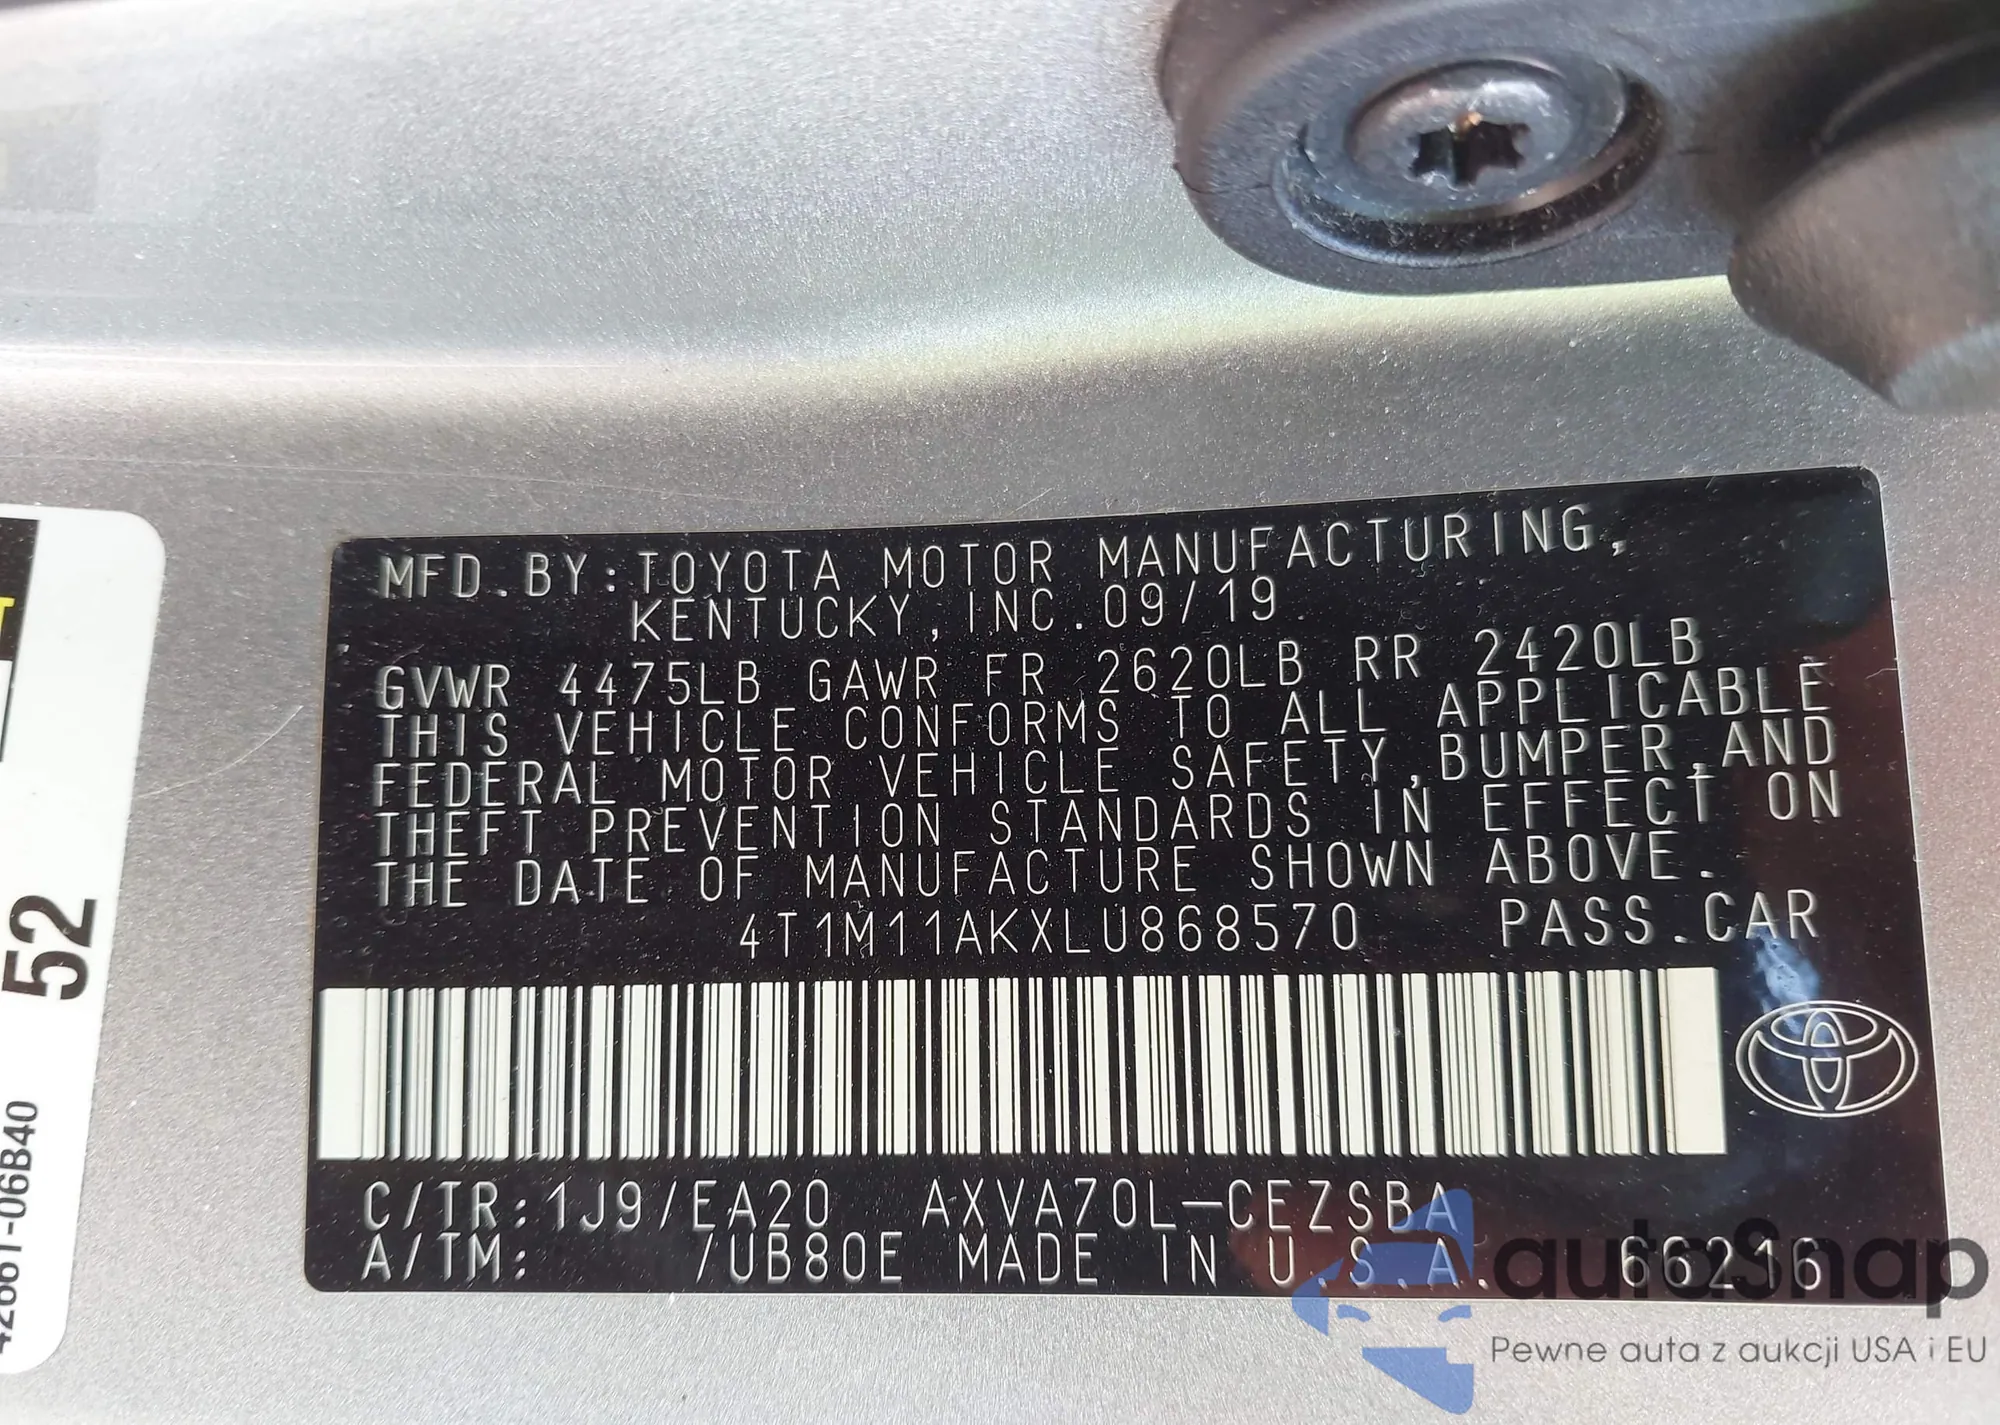 MFD.BY:TOYOTA MOTOR MANUFACTURING,
KENTUCKY, INC. 09/19
GVWR 4475LB GAWR FR 2620LB RR 2420LB
THIS VEHICLE CONFORMS TO ALL APPLICABLE
FEDERAL MOTOR VEHICLE SAFETY,BUMPER,AND
THEFT PREVENTION STANDARDS IN EFFECT ON
THE DATE OF MANUFACTURE SHOWN ABOVE.
4T1M11AKXLU868570 PASS.CAR
C/TR:1J9/EA20 AXVA70L-CEZSBA
A/TM: /UB80E MADE IN U.S.A. 66216
52
42661-06B40
autoSnap
Pewne auta z aukcji USA i EU